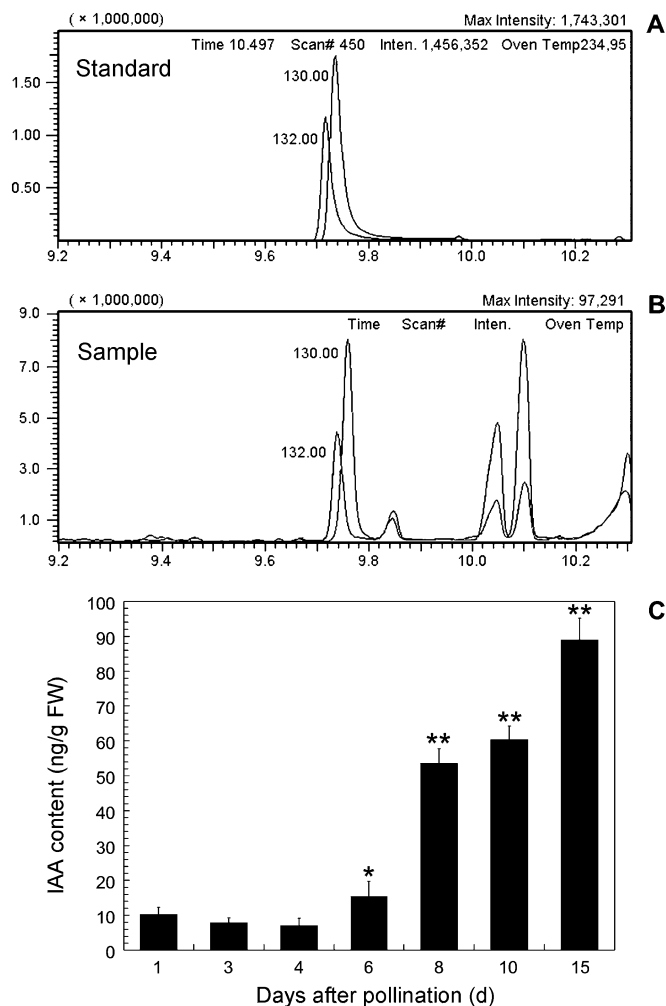 ( × 1,000,000) Max Intensity: 1,743,301 A
Time 10.497 Scan# 450 Inten. 1,456,352 Oven Temp234,95
Standard
130.00
132.00
1.50
1.00
0.50
9.2 9.4 9.6 9.8 10.0 10.2
( × 1,000,000) Max Intensity: 97,291 B
Time Scan# Inten. Oven Temp
Sample
130.00
132.00
9.0
7.0
5.0
3.0
1.0
9.2 9.4 9.6 9.8 10.0 10.2
C
IAA content (ng/g FW)
100
90
80
70
60
50
40
30
20
10
0
*
**
**
**
1 3 4 6 8 10 15
Days after pollination (d)